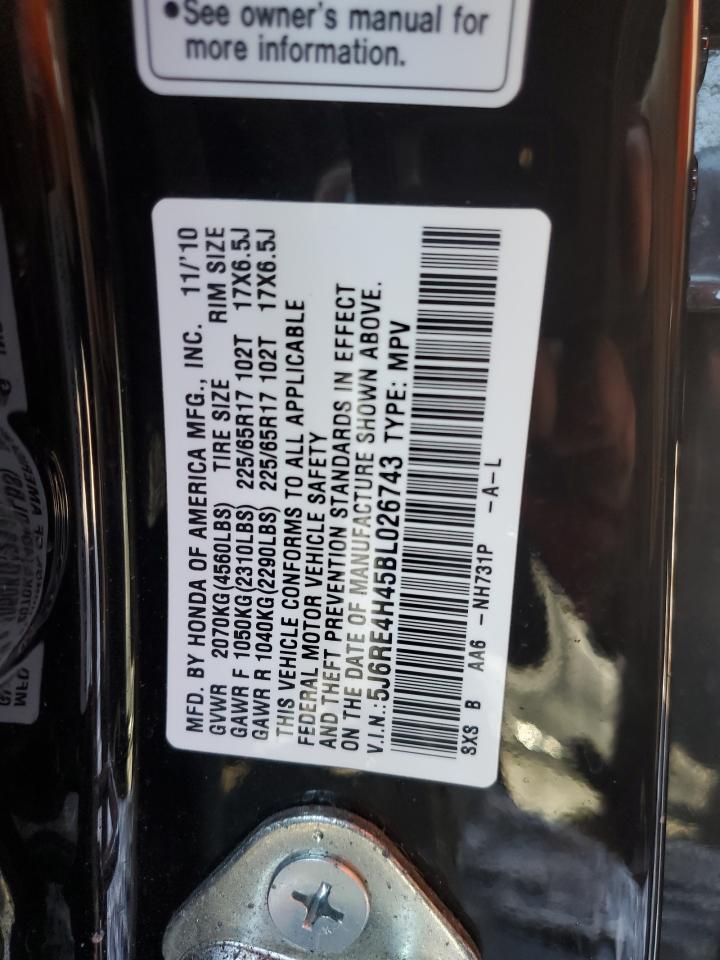 •See owner's manual for
more information.
MFD. BY HONDA OF AMERICA MFG., INC. 11/'10
GVWR 2070KG(4560LBS) TIRE SIZE RIM SIZE
GAWR F 1050KG(2310LBS) 225/65R17 102T 17X6.5J
GAWR R 1040KG(2290LBS) 225/65R17 102T 17X6.5J
THIS VEHICLE CONFORMS TO ALL APPLICABLE
FEDERAL MOTOR VEHICLE SAFETY
AND THEFT PREVENTION STANDARDS IN EFFECT
ON THE DATE OF MANUFACTURE SHOWN ABOVE.
V.I.N.:5J6RE4H45BL026743 TYPE: MPV
SXS B AA6 -NH731P -A-L